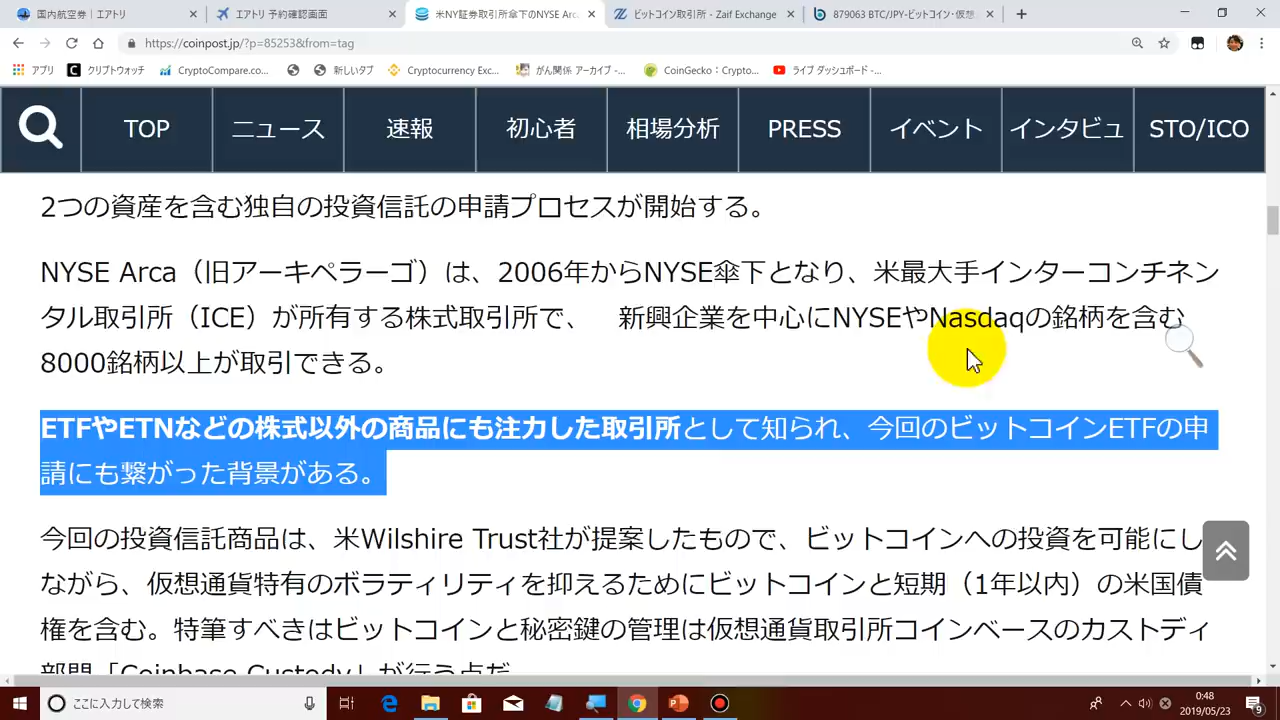 国内航空券 | エアトリ
エアトリ 予約確認画面
米NY証券取引所傘下のNYSE Arc
ビットコイン取引所 - Zaif Exchange
879063 BTC/JPY-ビットコイン・仮想
https://coinpost.jp/?p=85253&from=tag
アプリ
クリプトウォッチ
CryptoCompare.co...
新しいタブ
Cryptocurrency Exc...
がん関係 アーカイブ - ...
CoinGecko：Crypto...
ライブ ダッシュボード - ...
TOP
ニュース
速報
初心者
相場分析
PRESS
イベント
インタビュ
STO/ICO
2つの資産を含む独自の投資信託の申請プロセスが開始する。
NYSE Arca（旧アーキペラーゴ）は、2006年からNYSE傘下となり、米最大手インターコンチネン
タル取引所（ICE）が所有する株式取引所で、　新興企業を中心にNYSEやNasdaqの銘柄を含む
8000銘柄以上が取引できる。
ETFやETNなどの株式以外の商品にも注力した取引所として知られ、今回のビットコインETFの申
請にも繋がった背景がある。
今回の投資信託商品は、米Wilshire Trust社が提案したもので、ビットコインへの投資を可能にし
ながら、仮想通貨特有のボラティリティを抑えるためにビットコインと短期（1年以内）の米国債
権を含む。特筆すべきはビットコインと秘密鍵の管理は仮想通貨取引所コインベースのカストディ
部門「Coinbase Custody」が行う点だ。
ここに入力して検索
0:48
2019/05/23
9